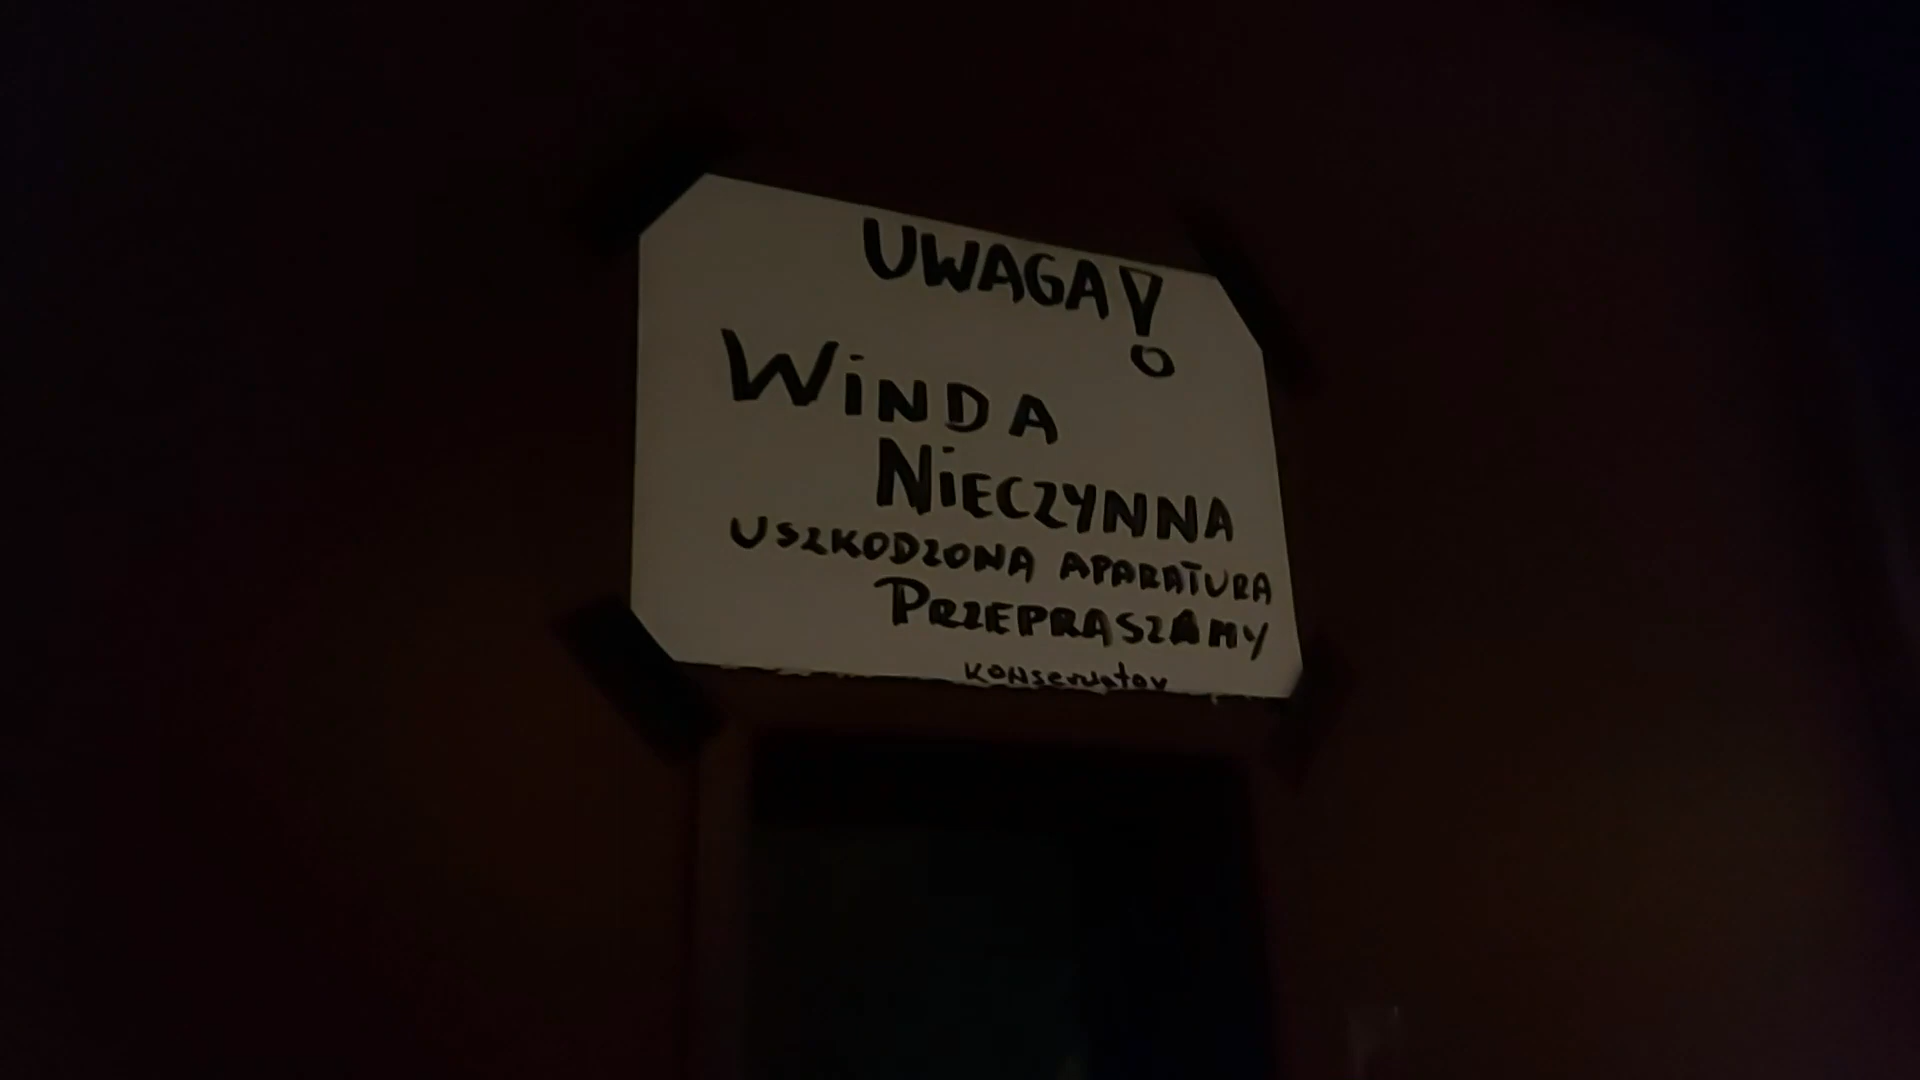 UWAGA!
WiNDA
NiECZYNNA
USZKODZONA APARATURA
PRZEPRASZAMY
konserwator